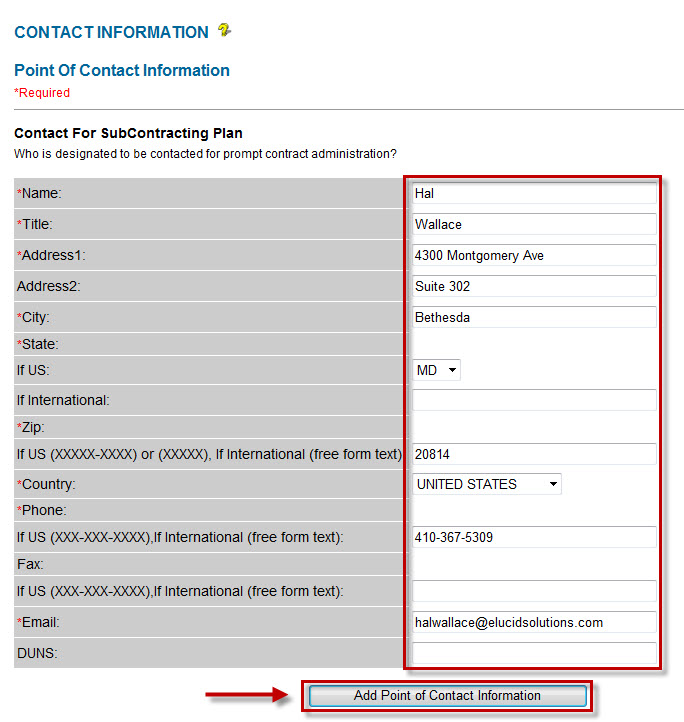 CONTACT INFORMATION
Point Of Contact Information
*Required
Contact For SubContracting Plan
Who is designated to be contacted for prompt contract administration?
*Name: Hal
*Title: Wallace
*Address1: 4300 Montgomery Ave
Address2: Suite 302
*City: Bethesda
*State:
If US: MD
If International:
*Zip:
If US (XXXXX-XXXX) or (XXXXX), If International (free form text) 20814
*Country: UNITED STATES
*Phone:
If US (XXX-XXX-XXXX),If International (free form text): 410-367-5309
Fax:
If US (XXX-XXX-XXXX),If International (free form text):
*Email: halwallace@elucidsolutions.com
DUNS:
Add Point of Contact Information